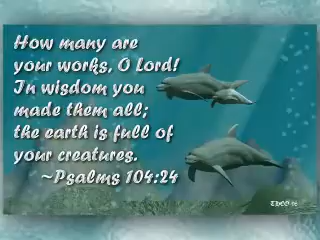 How many are
your works, O Lord!
In wisdom you
made them all;
the earth is full of
your creatures.
~Psalms 104:24